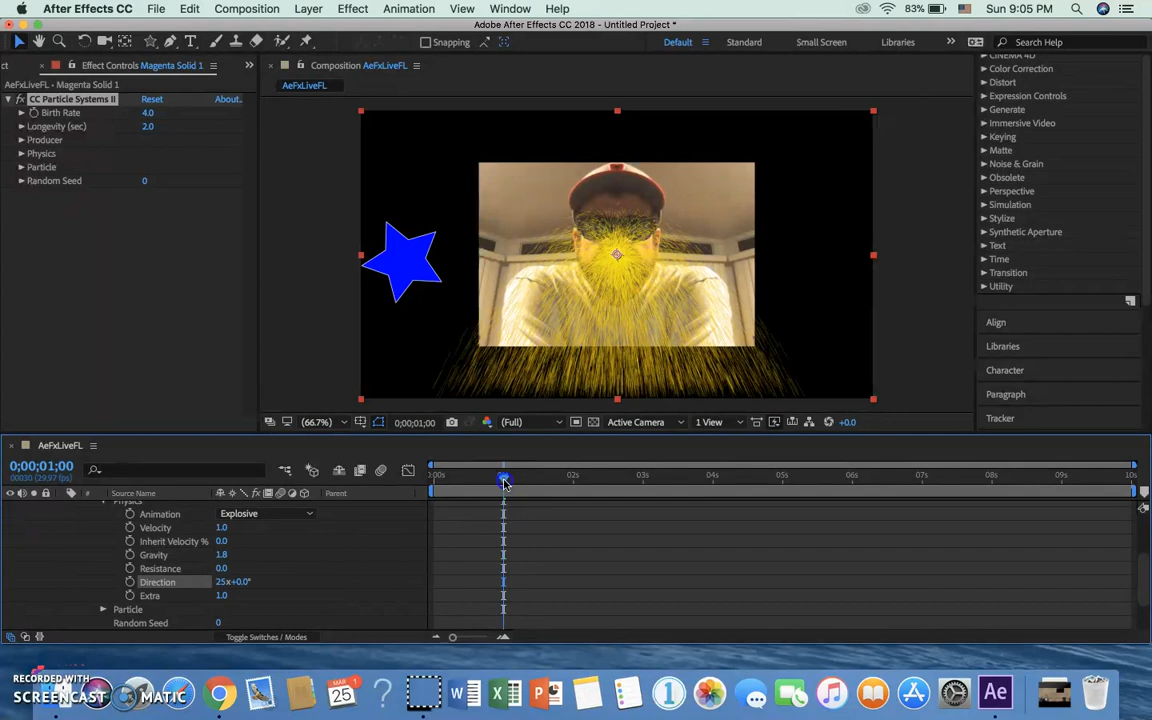 After Effects CC File Edit Composition Layer Effect Animation View Window Help 83% Sun 9:05 PM
Adobe After Effects CC 2018 - Untitled Project *
Snapping Default Standard Small Screen Libraries Search Help
ct Effect Controls Magenta Solid 1 Composition AeFxLiveFL
AeFxLiveFL • Magenta Solid 1 AeFxLiveFL
fx CC Particle Systems II Reset About..
Birth Rate 4.0
Longevity (sec) 2.0
Producer
Physics
Particle
Random Seed 0
CINEMA 4D
Color Correction
Distort
Expression Controls
Generate
Immersive Video
Keying
Matte
Noise & Grain
Obsolete
Perspective
Simulation
Stylize
Synthetic Aperture
Text
Time
Transition
Utility
Align
Libraries
Character
Paragraph
Tracker
(66.7%) 0;00;01;00 (Full) Active Camera 1 View +0.0
AeFxLiveFL
0;00;01;00
00030 (29.97 fps)
0:00s 02s 03s 04s 05s 06s 07s 08s 09s 10s
# Source Name Parent
Physics
Animation Explosive
Velocity 1.0
Inherit Velocity % 0.0
Gravity 1.8
Resistance 0.0
Direction 25x+0.0°
Extra 1.0
Particle
Random Seed 0
Toggle Switches / Modes
RECORDED WITH
SCREENCAST MATIC
MAR
25
W X P 1 A Ae